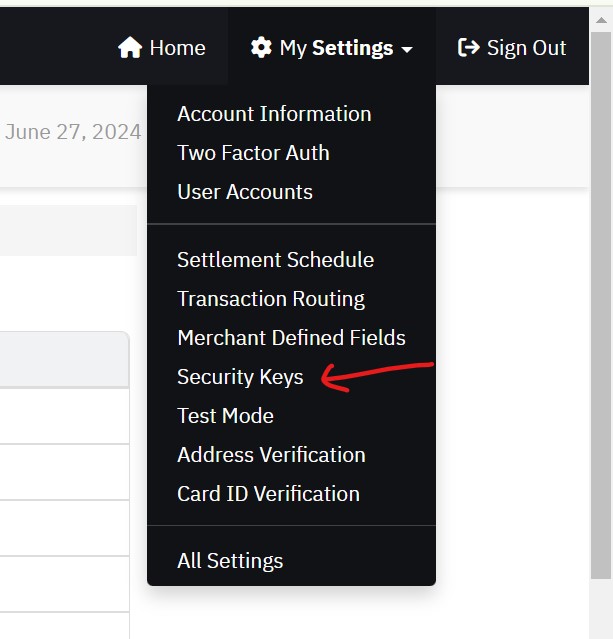 Home My Settings Sign Out
June 27, 2024
Account Information
Two Factor Auth
User Accounts
Settlement Schedule
Transaction Routing
Merchant Defined Fields
Security Keys
Test Mode
Address Verification
Card ID Verification
All Settings